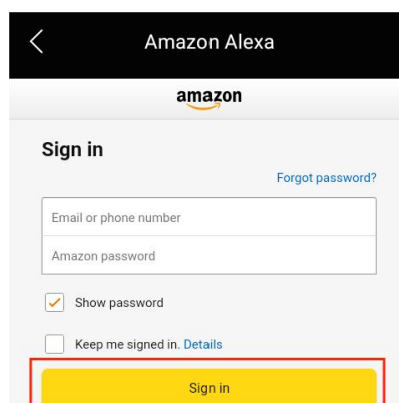 Amazon Alexa
amazon
Sign in
Forgot password?
Email or phone number
Amazon password
Show password
Keep me signed in. Details
Sign in